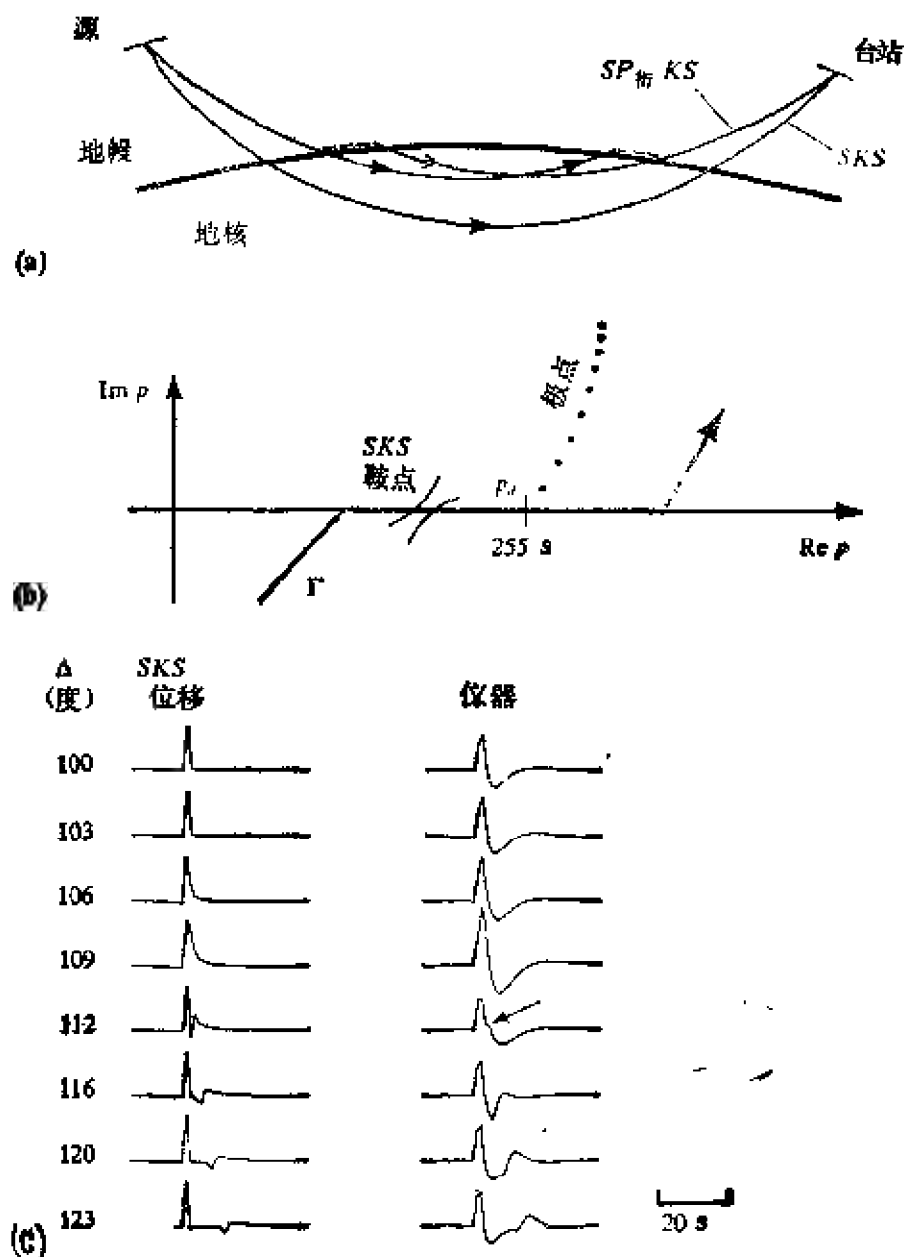 源
台站
SP衍 KS
SKS
地幔
地核
(a)
Im p
极点
SKS
鞍点
255 s
Re p
Γ
(b)
Δ
(度)
SKS
位移
仪器
100
103
106
109
112
116
120
123
20 s
(C)